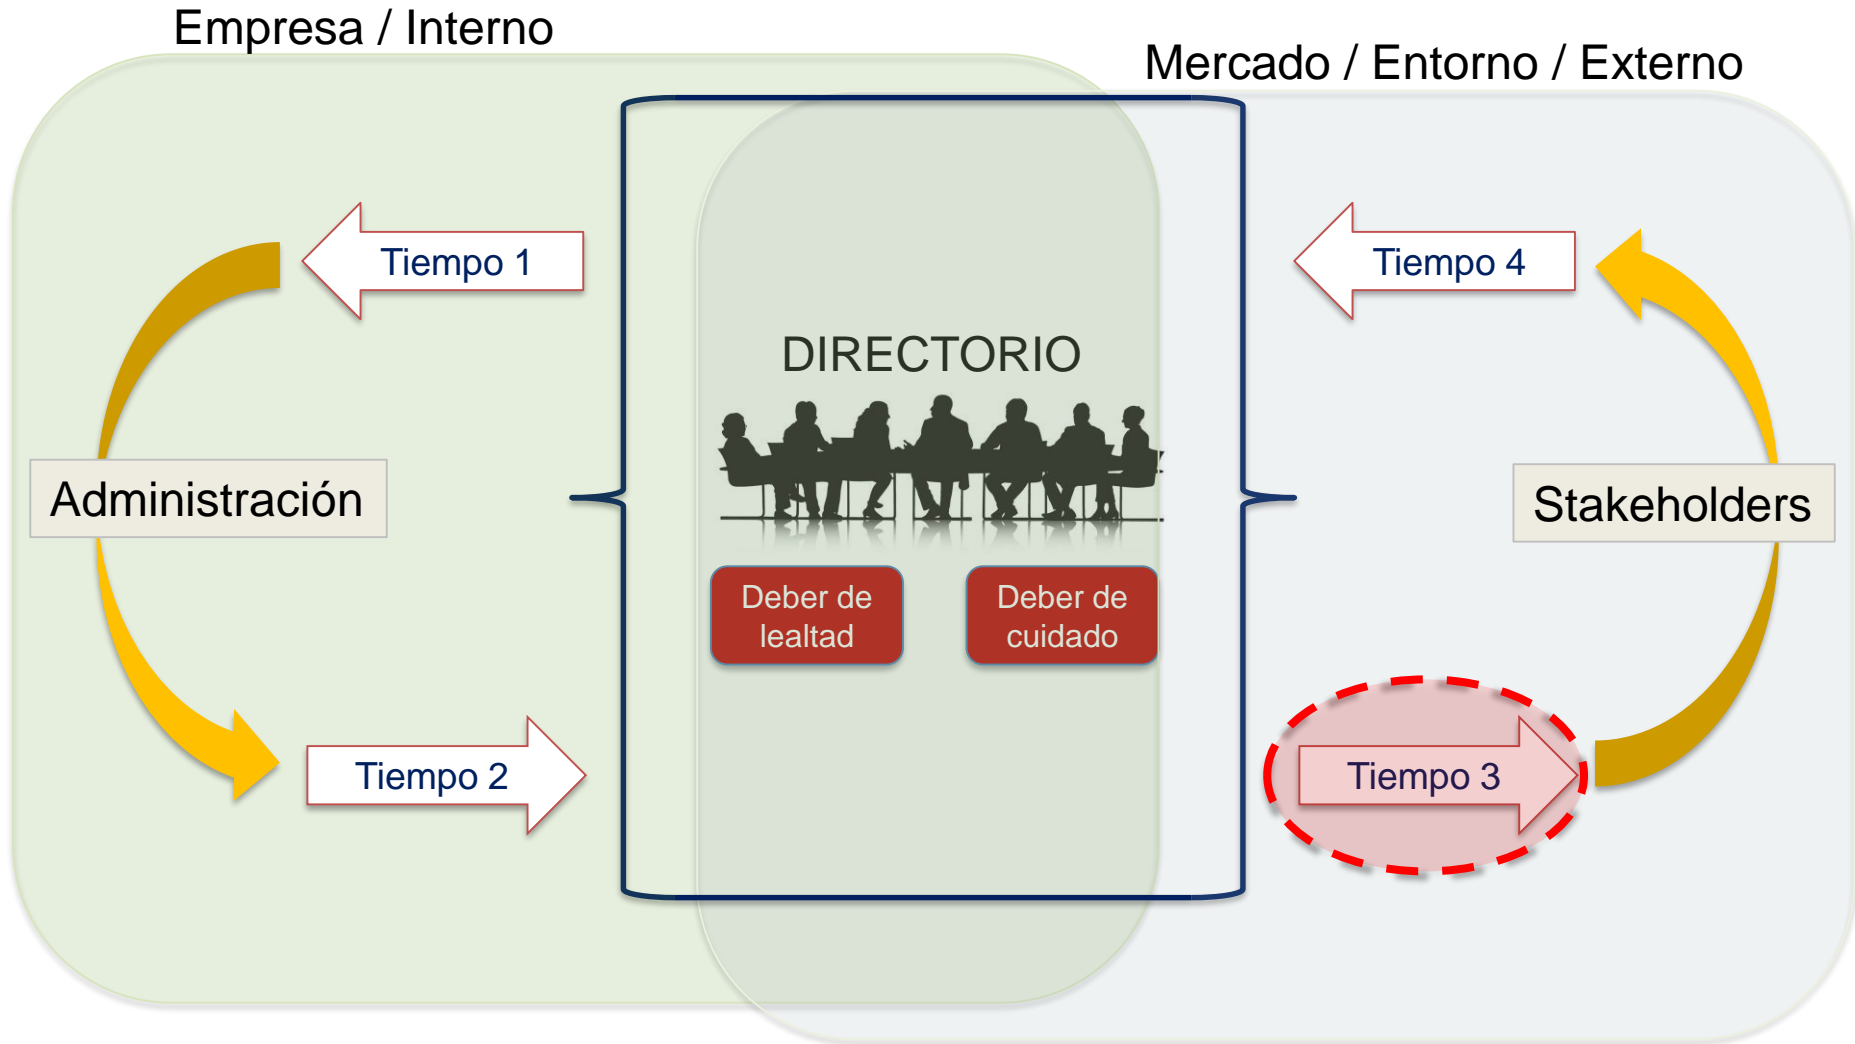 Empresa / Interno
Mercado / Entorno / Externo
Tiempo 1
Tiempo 4
DIRECTORIO
Administración
Stakeholders
Deber de
lealtad
Deber de
cuidado
Tiempo 2
Tiempo 3